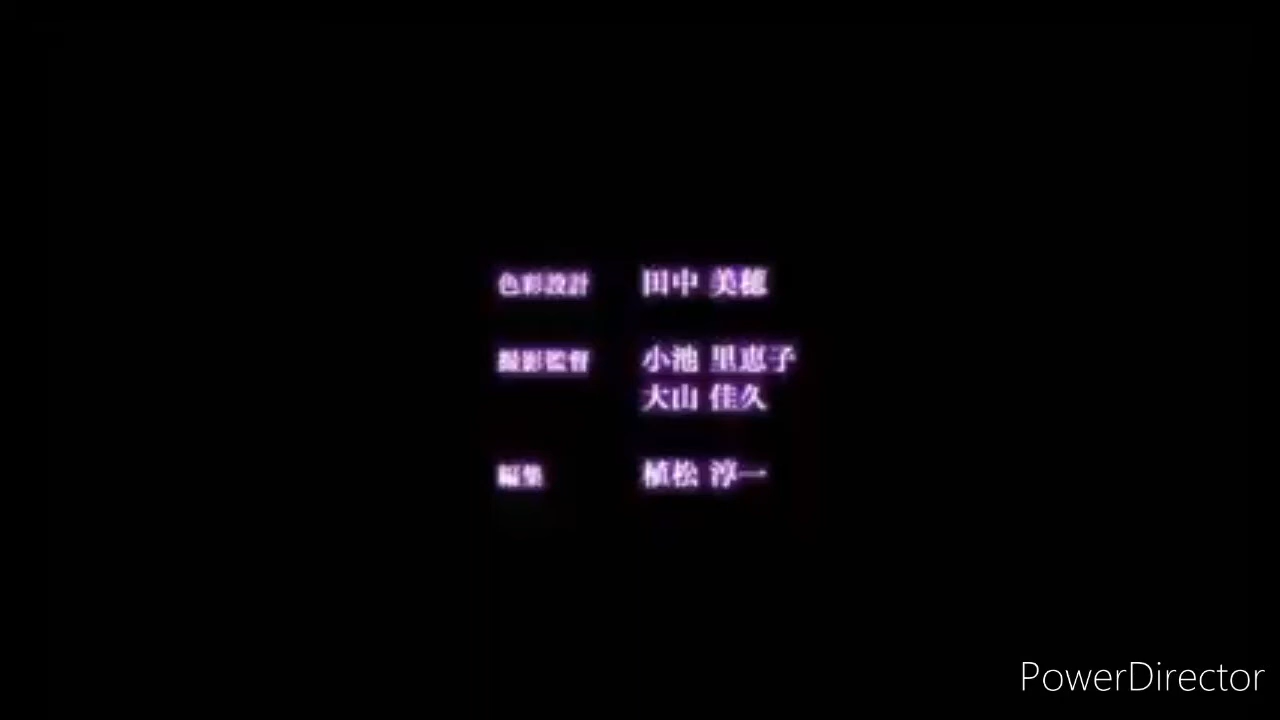 色彩設計 田中 美穂
撮影監督 小池 里恵子
大山 佳久
編集 植松 淳一
PowerDirector